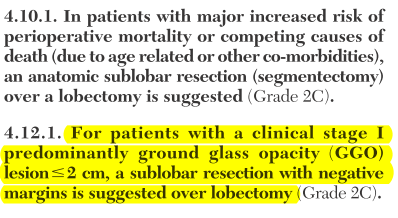 4.10.1. In patients with major increased risk of
perioperative mortality or competing causes of
death (due to age related or other co-morbidities),
an anatomic sublobar resection (segmentectomy)
over a lobectomy is suggested (Grade 2C).
4.12.1. For patients with a clinical stage I
predominantly ground glass opacity (GGO)
lesion≤2 cm, a sublobar resection with negative
margins is suggested over lobectomy (Grade 2C).